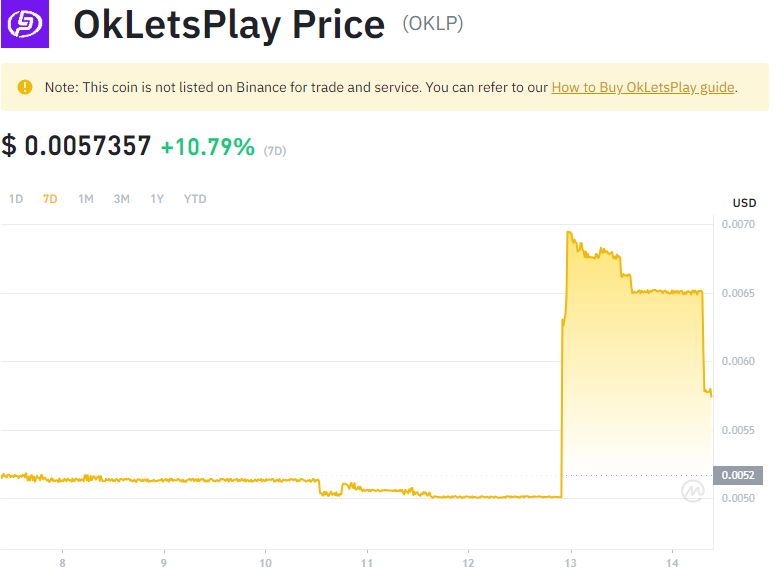 OkLetsPlay Price (OKLP)
Note: This coin is not listed on Binance for trade and service. You can refer to our How to Buy OkLetsPlay guide.
$ 0.0057357 +10.79% (7D)
1D 7D 1M 3M 1Y YTD
USD
0.0070
0.0065
0.0060
0.0055
0.0052
0.0050
8 9 10 11 12 13 14